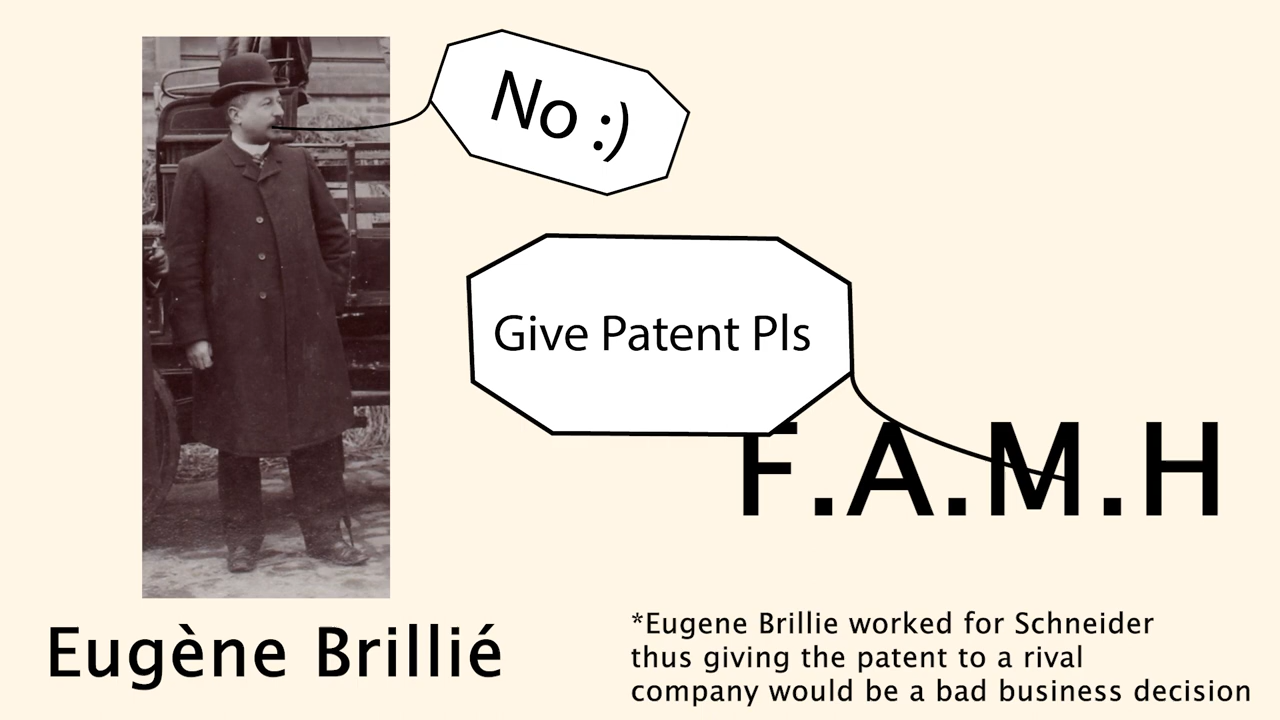 No :)
Give Patent Pls
F.A.M.H
Eugène Brillié
*Eugene Brillie worked for Schneider
thus giving the patent to a rival
company would be a bad business decision